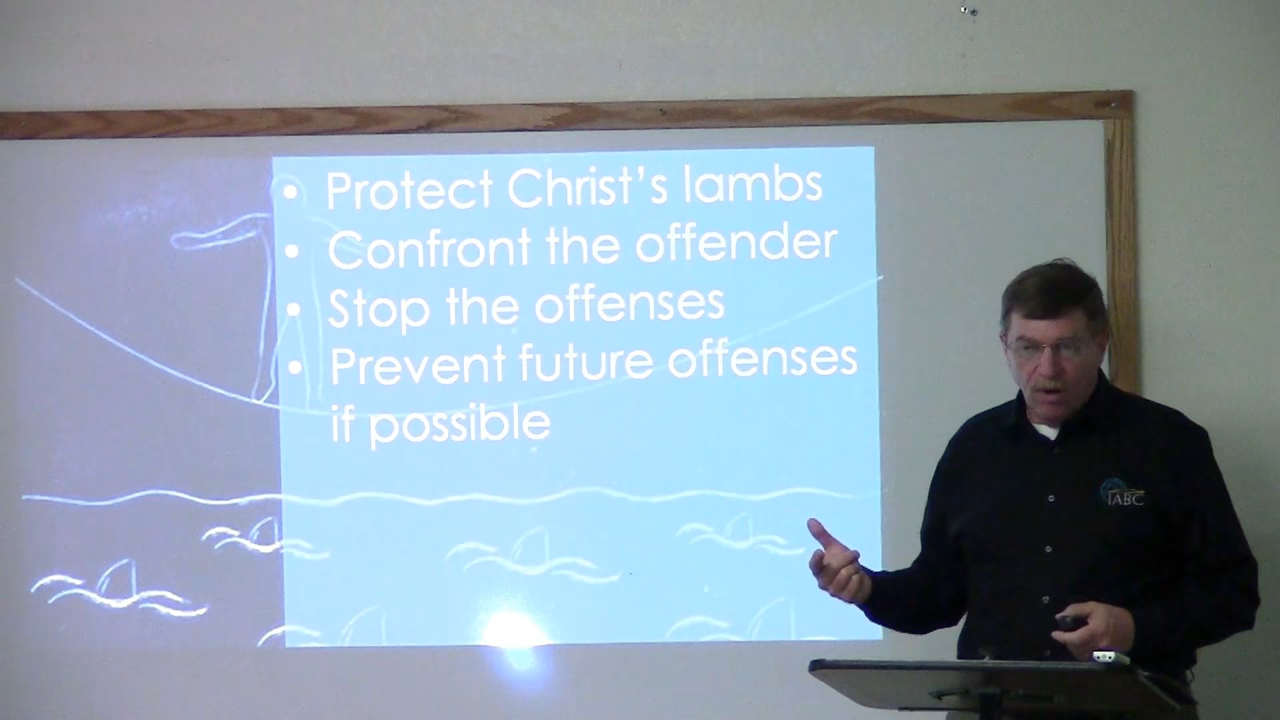 • Protect Christ's lambs
• Confront the offender
• Stop the offenses
• Prevent future offenses
if possible
IABC